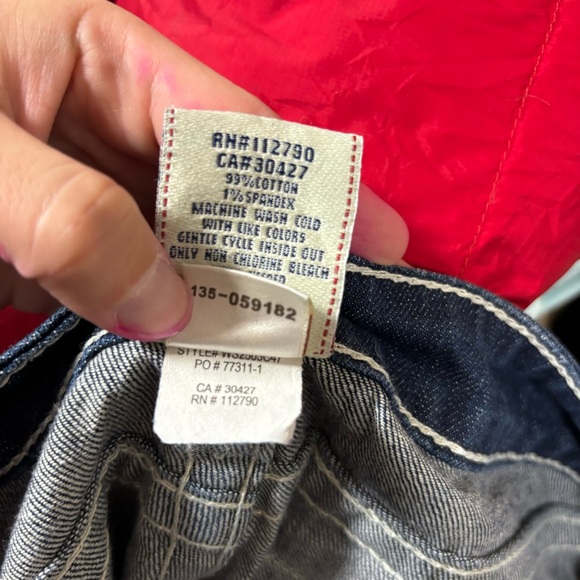 RN#112790
CA#30427
99%COTTON
1%SPANDEX
MACHINE WASH COLD
WITH LIKE COLORS
GENTLE CYCLE INSIDE OUT
ONLY NON CHLORINE BLEACH
135-059182
PO # 77311-1
CA # 30427
RN # 112790